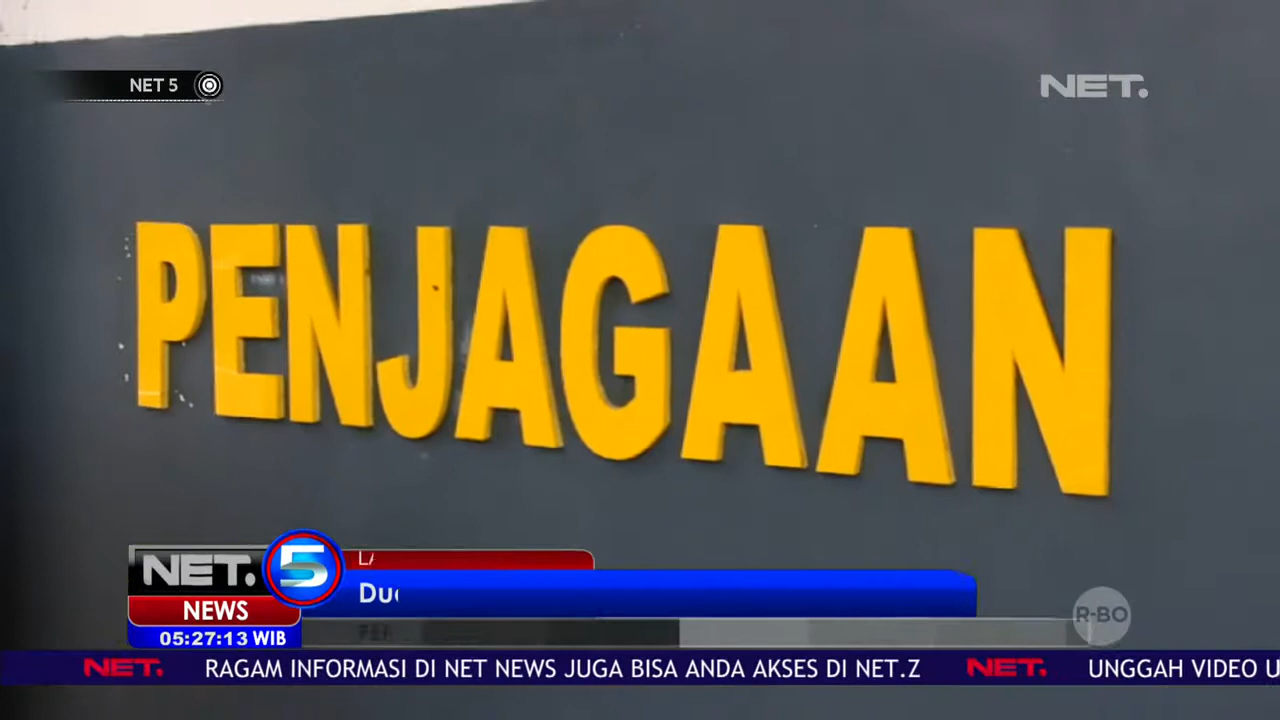 NET 5
NET.
PENJAGAAN
NET. 5
NEWS
05:27:13 WIB
R-BO
NET. RAGAM INFORMASI DI NET NEWS JUGA BISA ANDA AKSES DI NET.Z NET. UNGGAH VIDEO